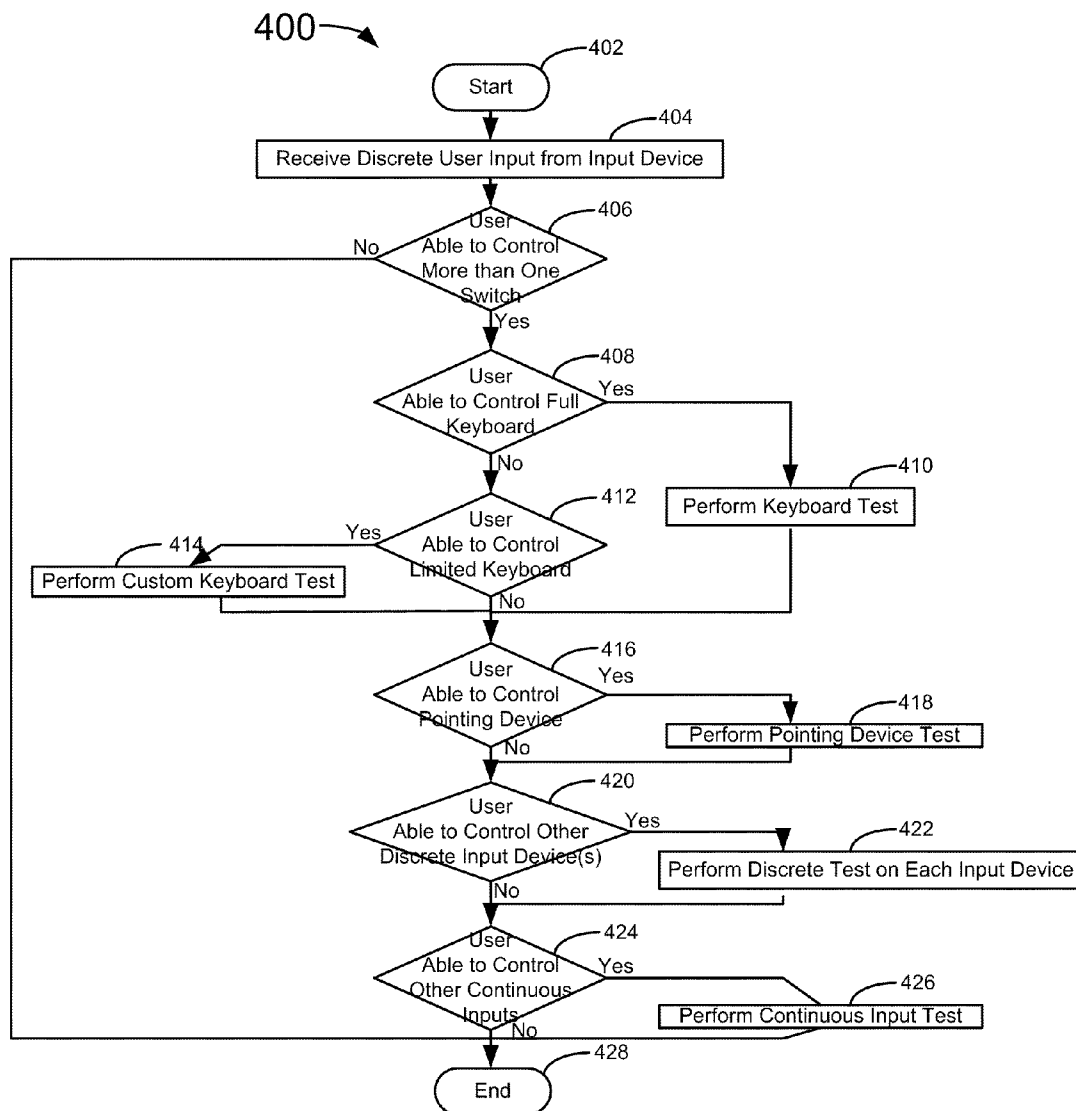 400
402
Start
404
Receive Discrete User Input from Input Device
406
User
Able to Control
More than One
Switch
No
Yes
408
User
Able to Control Full
Keyboard
Yes
No
410
Perform Keyboard Test
412
User
Able to Control
Limited Keyboard
Yes
No
414
Perform Custom Keyboard Test
416
User
Able to Control
Pointing Device
Yes
No
418
Perform Pointing Device Test
420
User
Able to Control Other
Discrete Input Device(s)
Yes
No
422
Perform Discrete Test on Each Input Device
424
User
Able to Control
Other Continuous
Inputs
Yes
No
426
Perform Continuous Input Test
428
End